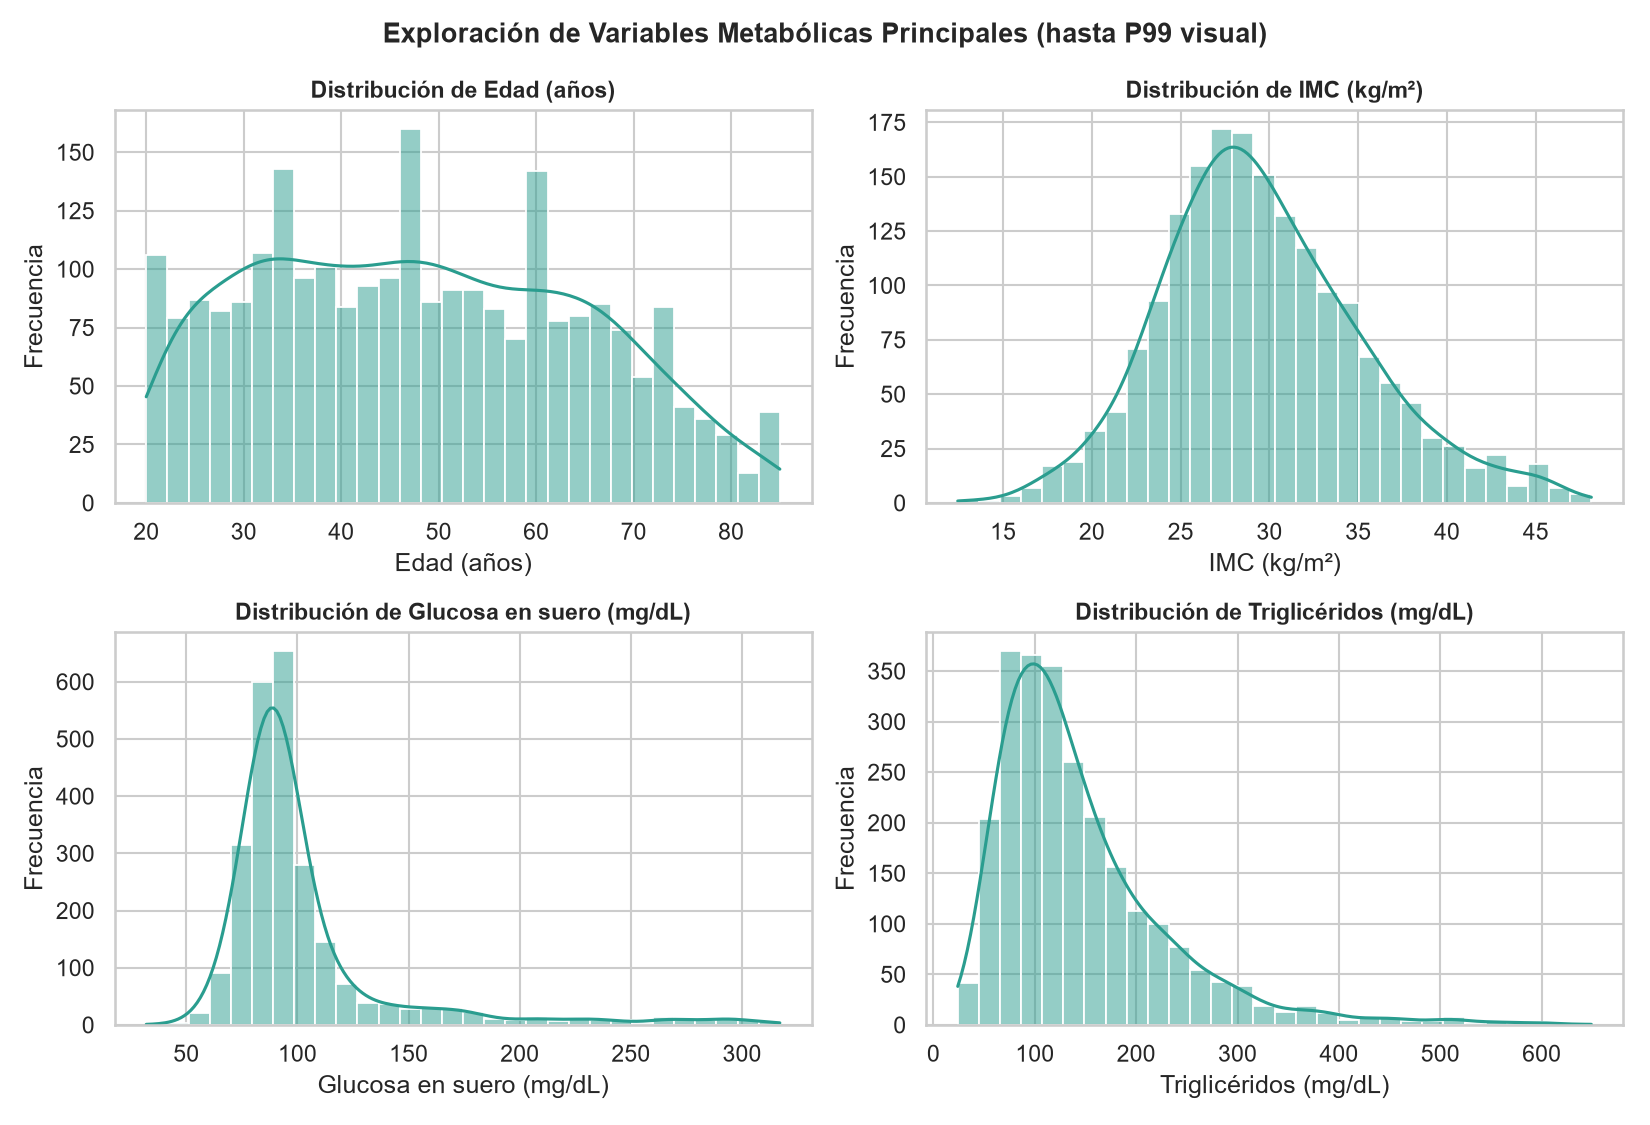 Exploración de Variables Metabólicas Principales (hasta P99 visual)
Distribución de Edad (años)
Frecuencia
150
125
100
75
50
25
0
20 30 40 50 60 70 80
Edad (años)
Distribución de IMC (kg/m²)
Frecuencia
175
150
125
100
75
50
25
0
15 20 25 30 35 40 45
IMC (kg/m²)
Distribución de Glucosa en suero (mg/dL)
Frecuencia
600
500
400
300
200
100
0
50 100 150 200 250 300
Glucosa en suero (mg/dL)
Distribución de Triglicéridos (mg/dL)
Frecuencia
350
300
250
200
150
100
50
0
0 100 200 300 400 500 600
Triglicéridos (mg/dL)